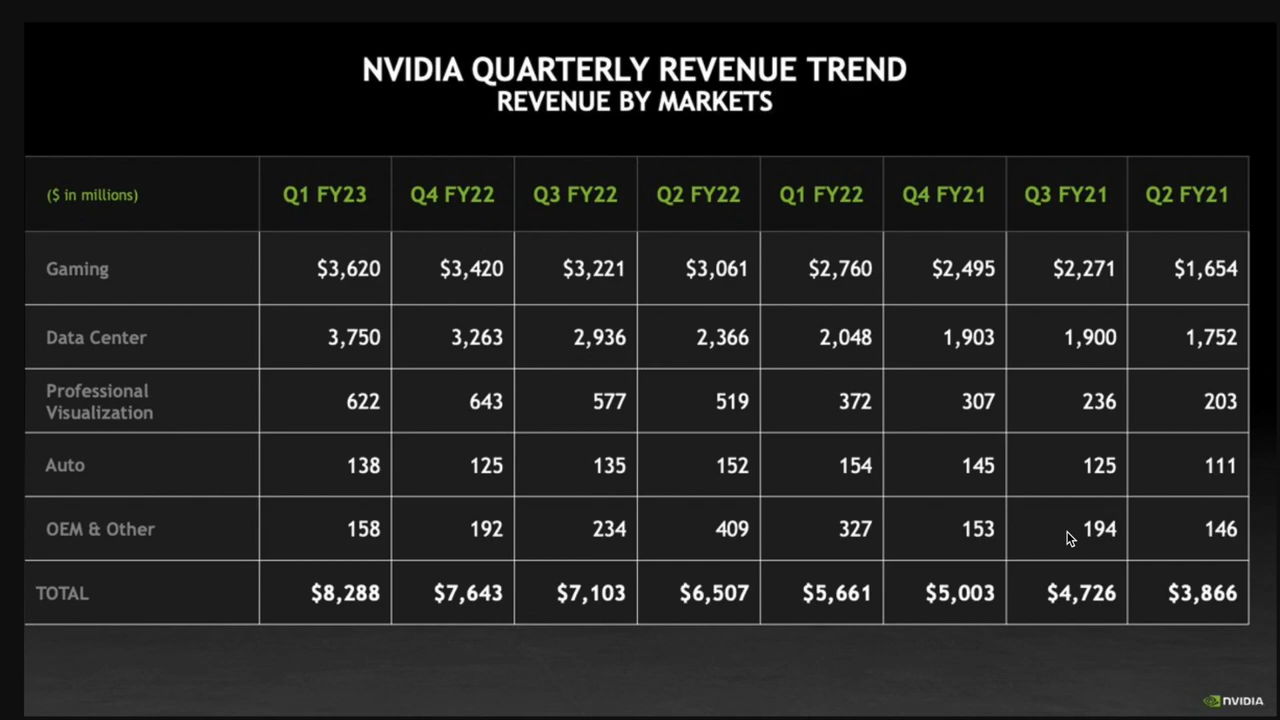 NVIDIA QUARTERLY REVENUE TREND
REVENUE BY MARKETS
($ in millions) Q1 FY23 Q4 FY22 Q3 FY22 Q2 FY22 Q1 FY22 Q4 FY21 Q3 FY21 Q2 FY21
Gaming $3,620 $3,420 $3,221 $3,061 $2,760 $2,495 $2,271 $1,654
Data Center 3,750 3,263 2,936 2,366 2,048 1,903 1,900 1,752
Professional
Visualization 622 643 577 519 372 307 236 203
Auto 138 125 135 152 154 145 125 111
OEM & Other 158 192 234 409 327 153 194 146
TOTAL $8,288 $7,643 $7,103 $6,507 $5,661 $5,003 $4,726 $3,866
NVIDIA